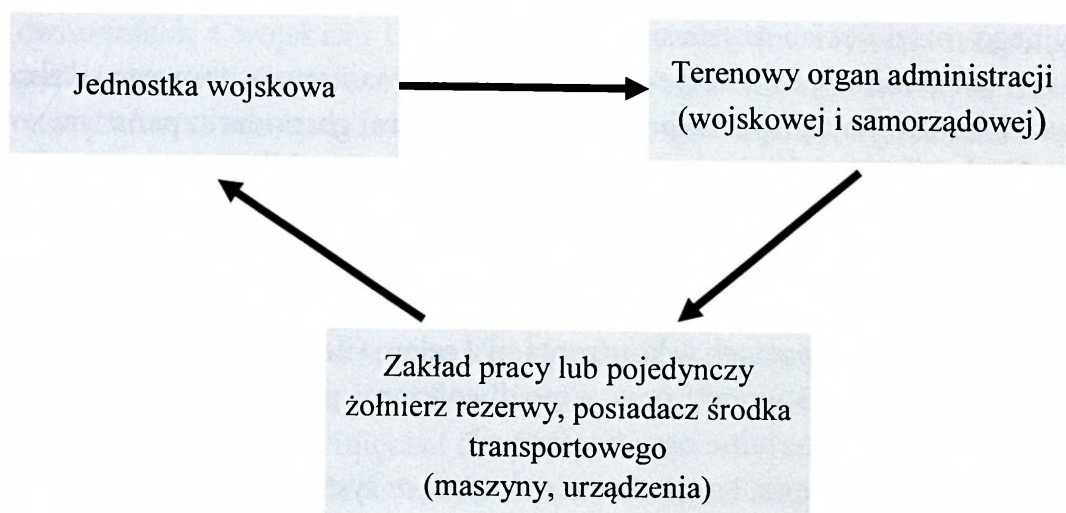 Jednostka wojskowa
Terenowy organ administracji
(wojskowej i samorządowej)
Zakład pracy lub pojedynczy
żołnierz rezerwy, posiadacz środka
transportowego
(maszyny, urządzenia)